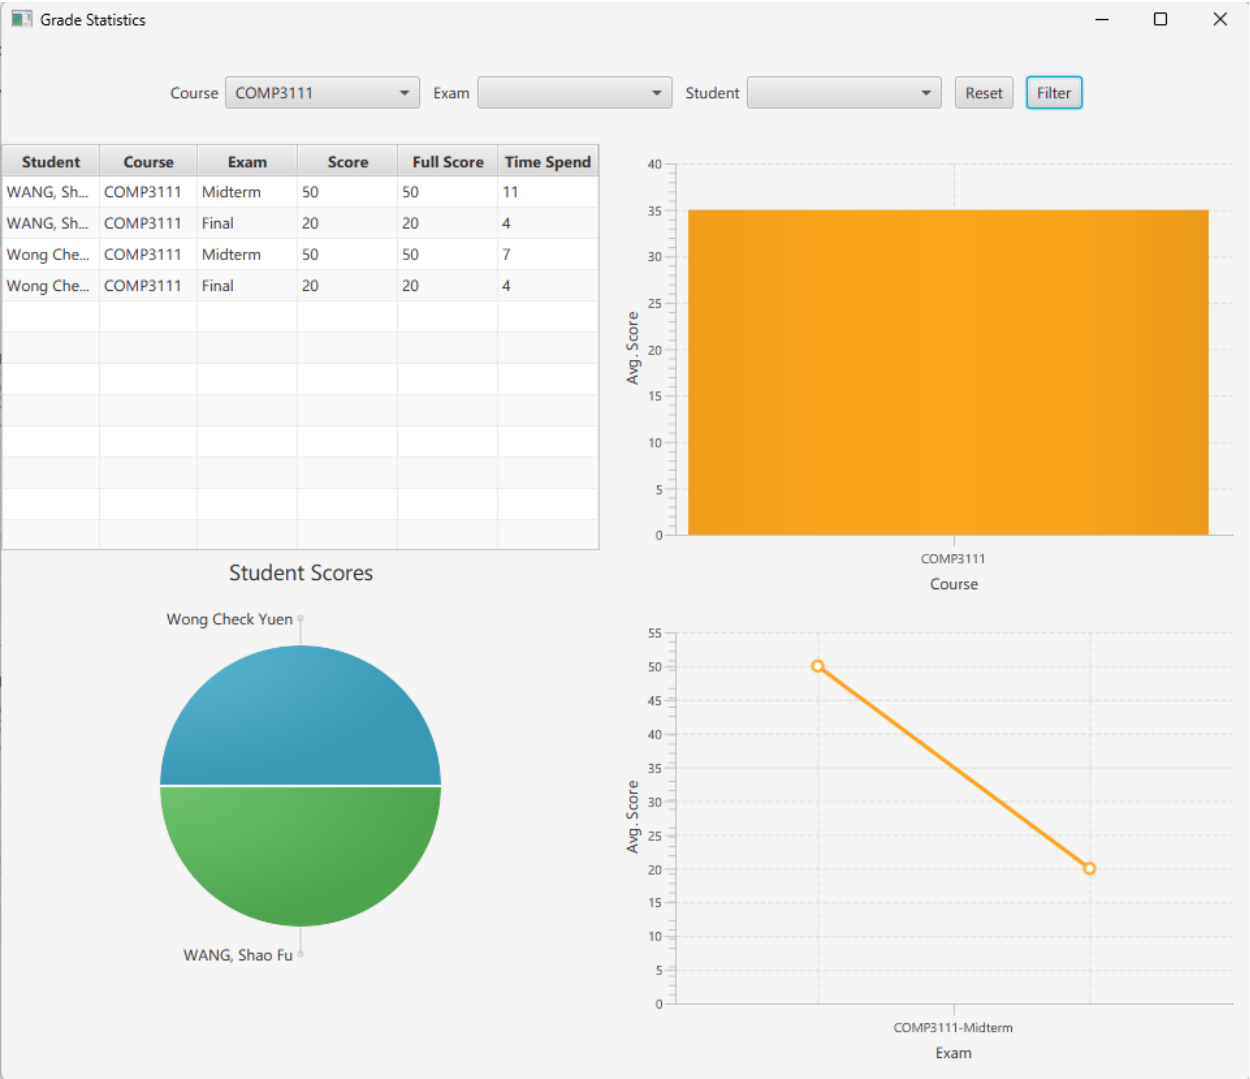 Grade Statistics
Course COMP3111 Exam Student Reset Filter
Student Course Exam Score Full Score Time Spend
WANG, Sh... COMP3111 Midterm 50 50 11
WANG, Sh... COMP3111 Final 20 20 4
Wong Che... COMP3111 Midterm 50 50 7
Wong Che... COMP3111 Final 20 20 4
40
35
30
25
20
15
10
5
0
Avg. Score
COMP3111
Course
Student Scores
Wong Check Yuen
WANG, Shao Fu
55
50
45
40
35
30
25
20
15
10
5
0
Avg. Score
COMP3111-Midterm
Exam